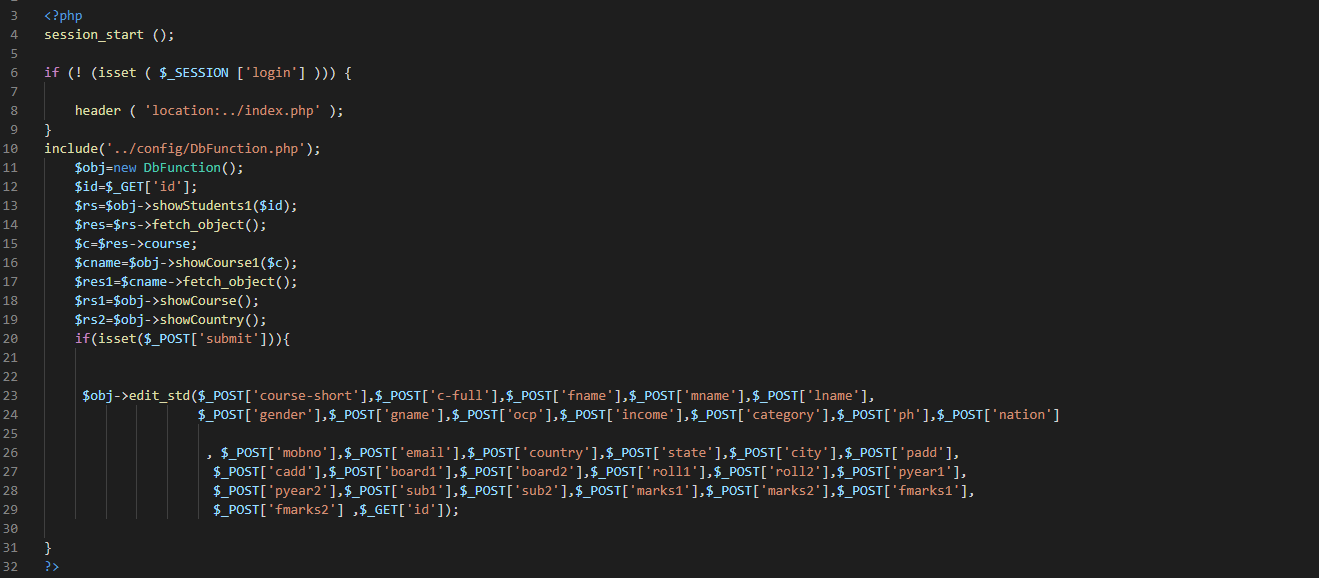 3 <?php
4 session_start ();
5
6 if (! (isset ( $_SESSION ['login'] ))) {
7
8 header ( 'location:../index.php' );
9 }
10 include('../config/DbFunction.php');
11 $obj=new DbFunction();
12 $id=$_GET['id'];
13 $rs=$obj->showStudents1($id);
14 $res=$rs->fetch_object();
15 $c=$res->course;
16 $cname=$obj->showCourse1($c);
17 $res1=$cname->fetch_object();
18 $rs1=$obj->showCourse();
19 $rs2=$obj->showCountry();
20 if(isset($_POST['submit'])){
21
22
23 $obj->edit_std($_POST['course-short'],$_POST['c-full'],$_POST['fname'],$_POST['mname'],$_POST['lname'],
24 $_POST['gender'],$_POST['gname'],$_POST['ocp'],$_POST['income'],$_POST['category'],$_POST['ph'],$_POST['nation']
25
26 , $_POST['mobno'],$_POST['email'],$_POST['country'],$_POST['state'],$_POST['city'],$_POST['padd'],
27 $_POST['cadd'],$_POST['board1'],$_POST['board2'],$_POST['roll1'],$_POST['roll2'],$_POST['pyear1'],
28 $_POST['pyear2'],$_POST['sub1'],$_POST['sub2'],$_POST['marks1'],$_POST['marks2'],$_POST['fmarks1'],
29 $_POST['fmarks2'] ,$_GET['id']);
30
31 }
32 ?>